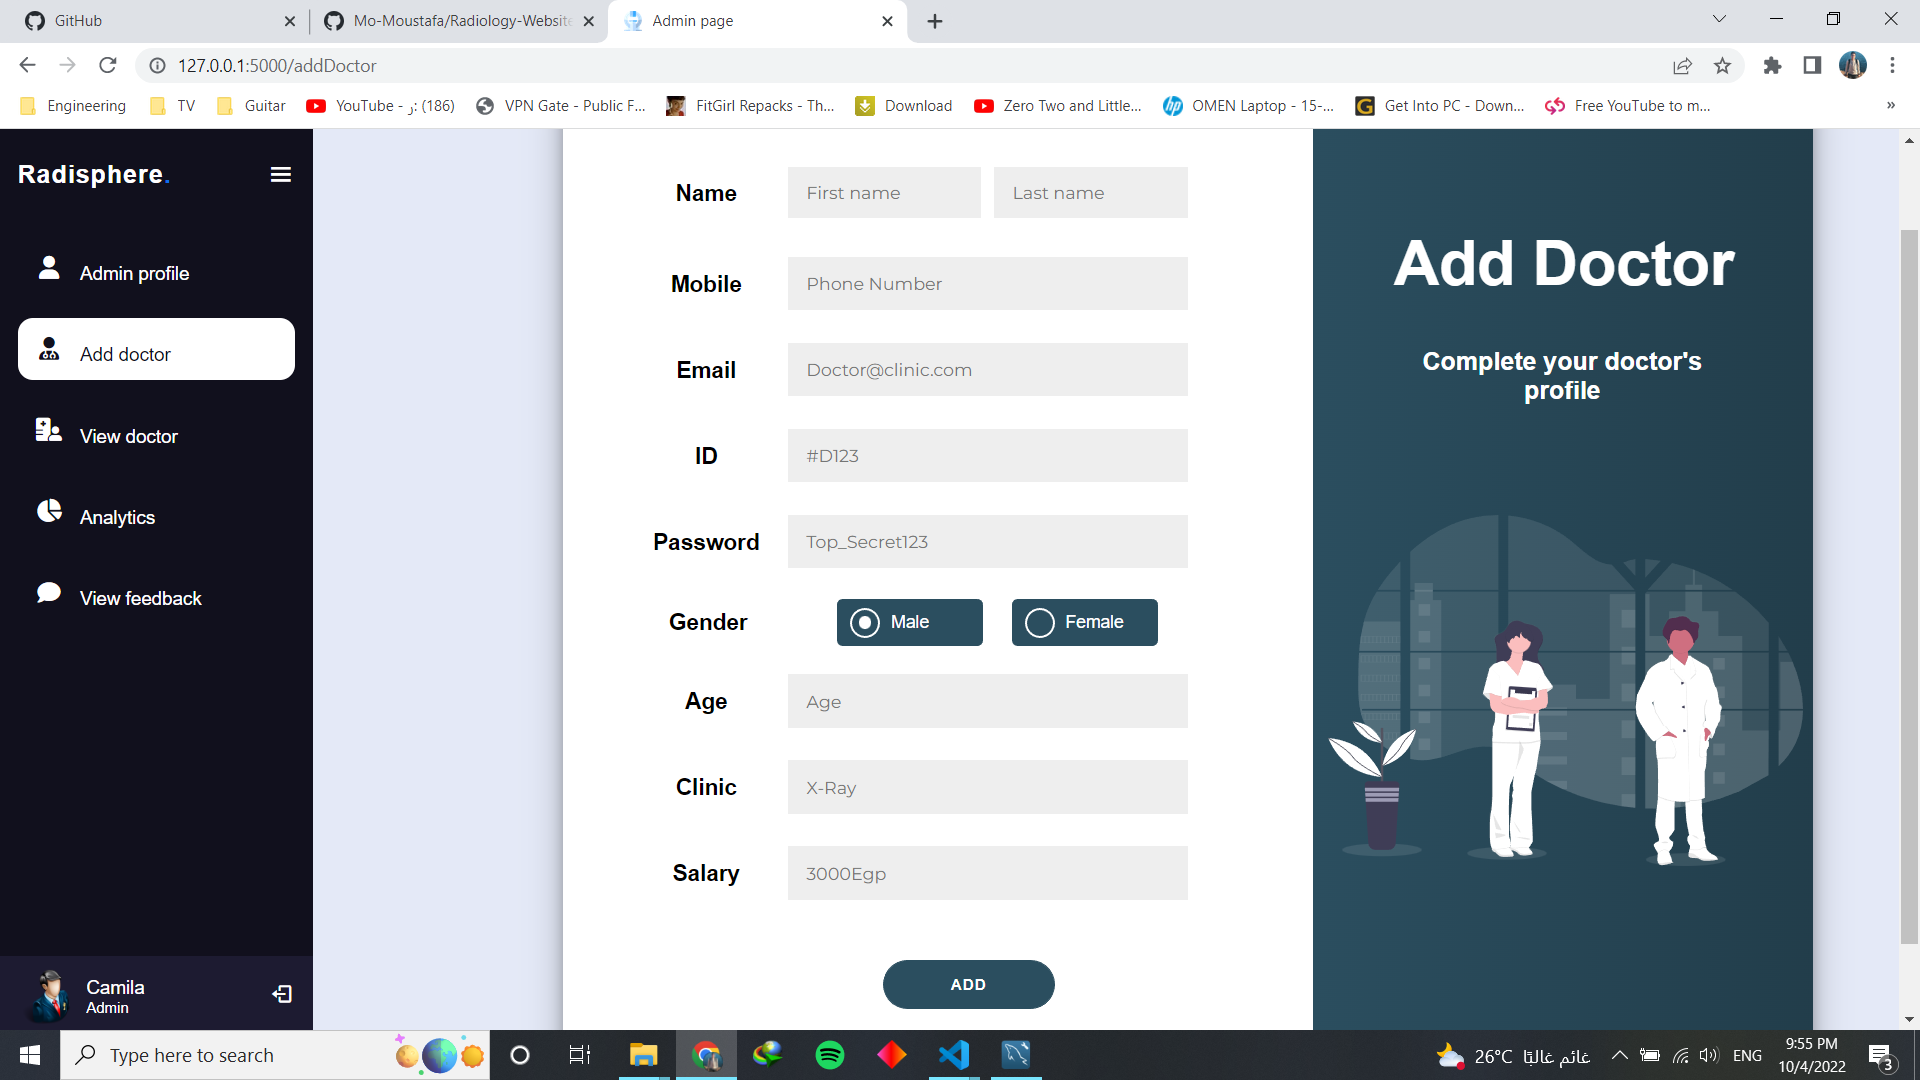 GitHub
Mo-Moustafa/Radiology-Website
Admin page
127.0.0.1:5000/addDoctor
Engineering
TV
Guitar
YouTube - ر: (186)
VPN Gate - Public F...
FitGirl Repacks - Th...
Download
Zero Two and Little...
OMEN Laptop - 15-...
Get Into PC - Down...
Free YouTube to m...
»
Radisphere.
Admin profile
Add doctor
View doctor
Analytics
View feedback
Camila
Admin
Name
First name
Last name
Mobile
Phone Number
Email
Doctor@clinic.com
ID
#D123
Password
Top_Secret123
Gender
Male
Female
Age
Age
Clinic
X-Ray
Salary
3000Egp
ADD
Add Doctor
Complete your doctor's
profile
Type here to search
26°C غائم غالبًا
ENG
9:55 PM
10/4/2022
3